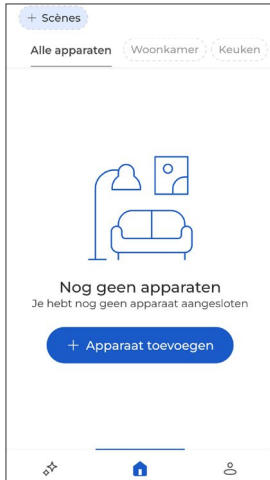 + Scènes
Alle apparaten Woonkamer Keuken
Nog geen apparaten
Je hebt nog geen apparaat aangesloten
+ Apparaat toevoegen